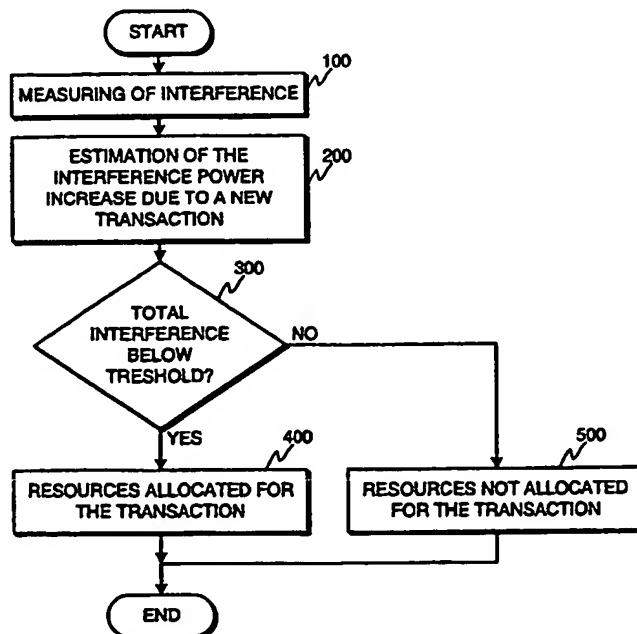 START
100
MEASURING OF INTERFERENCE
200
ESTIMATION OF THE
INTERFERENCE POWER
INCREASE DUE TO A NEW
TRANSACTION
300
TOTAL
INTERFERENCE
BELOW
TRESHOLD?
NO
YES
400
RESOURCES ALLOCATED FOR
THE TRANSACTION
500
RESOURCES NOT ALLOCATED
FOR THE TRANSACTION
END